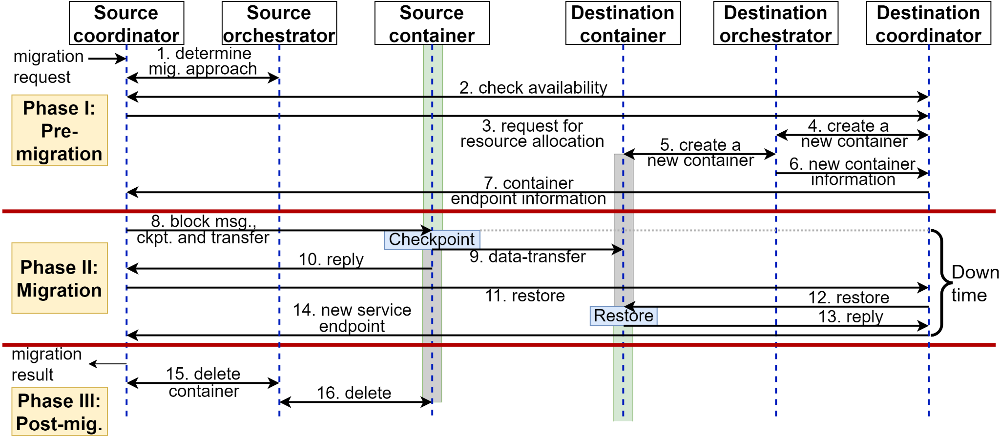 Source
coordinator
Source
orchestrator
Source
container
Destination
container
Destination
orchestrator
Destination
coordinator
migration
request
1. determine
mig. approach
2. check availability
Phase I:
Pre-
migration
3. request for
resource allocation
4. create a
new container
5. create a
new container
6. new container
information
7. container
endpoint information
8. block msg.,
ckpt. and transfer
Checkpoint
9. data-transfer
10. reply
Phase II:
Migration
11. restore
12. restore
Down
time
Restore
13. reply
14. new service
endpoint
migration
result
15. delete
container
16. delete
Phase III:
Post-mig.